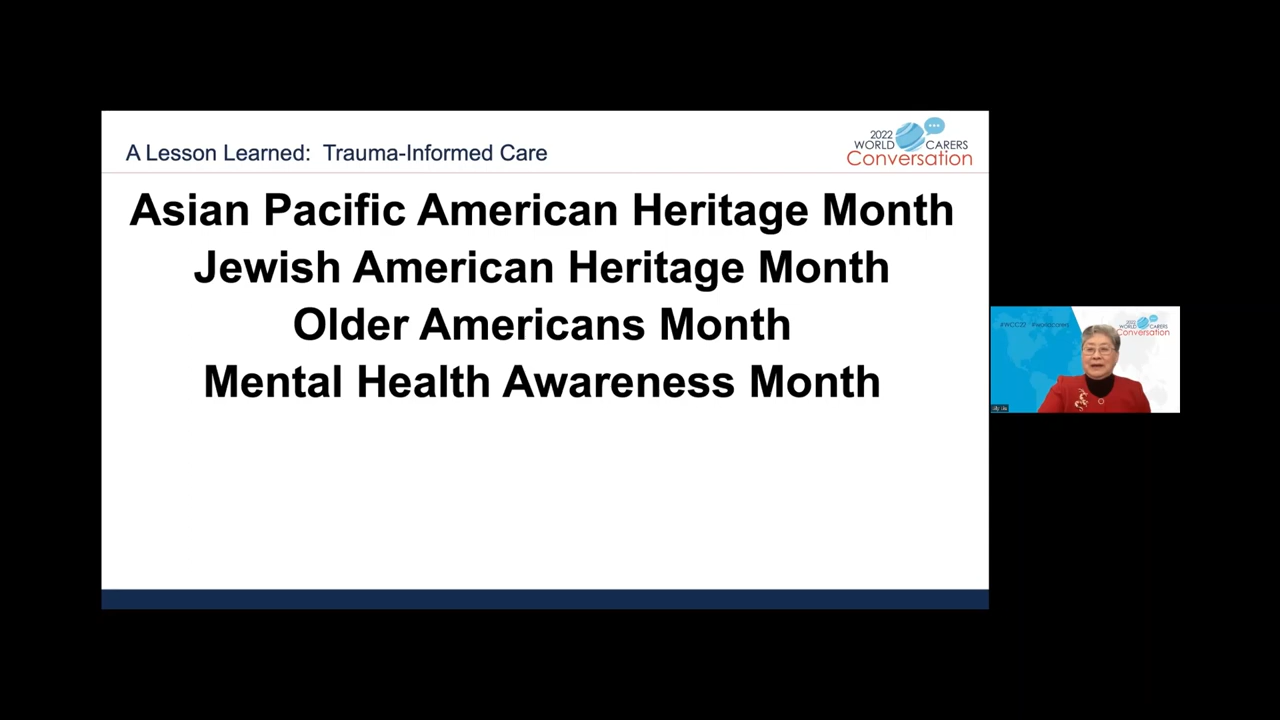 A Lesson Learned: Trauma-Informed Care
2022
WORLD CARERS
Conversation
Asian Pacific American Heritage Month
Jewish American Heritage Month
Older Americans Month
Mental Health Awareness Month
2022
WORLD CARERS
Conversation